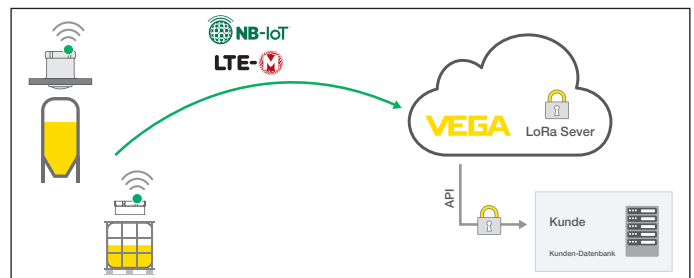 NB-IoT
LTE-M
VEGA
LoRa Sever
API
Kunde
Kunden-Datenbank